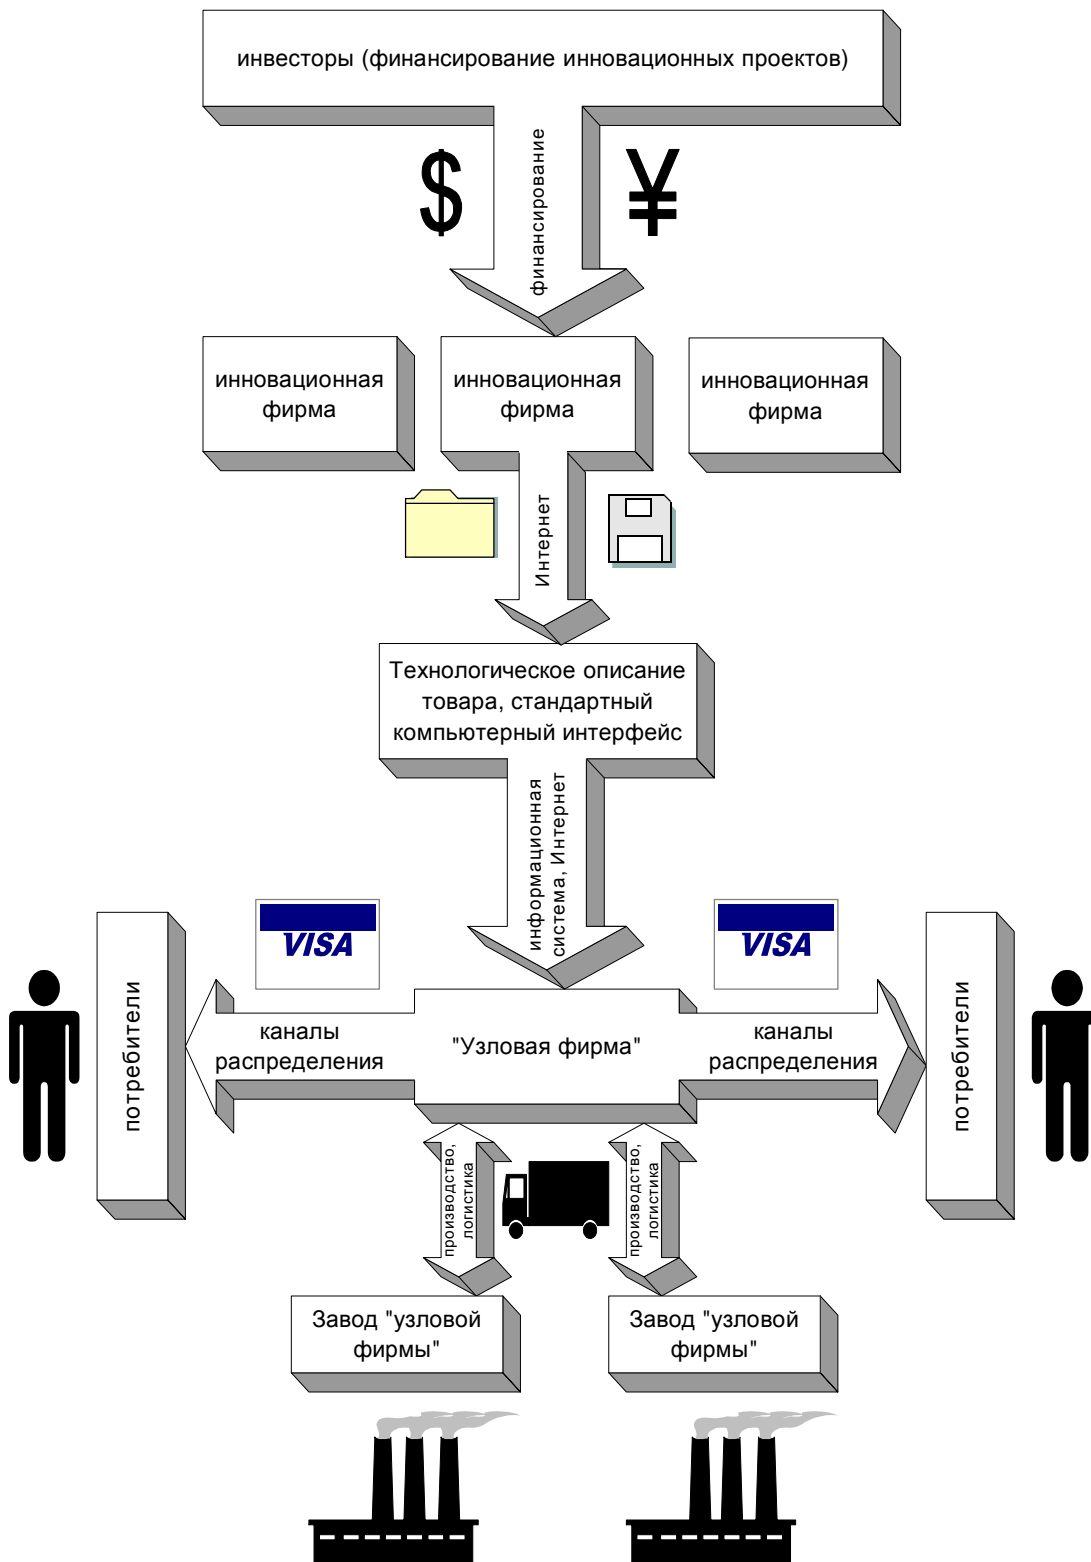 инвесторы (финансирование инновационных проектов)
финансирование
$
¥
инновационная
фирма
инновационная
фирма
инновационная
фирма
Интернет
Технологическое описание
товара, стандартный
компьютерный интерфейс
информационная
система, Интернет
VISA
VISA
потребители
каналы
распределения
"Узловая фирма"
каналы
распределения
потребители
производство,
логистика
производство,
логистика
Завод "узловой
фирмы"
Завод "узловой
фирмы"